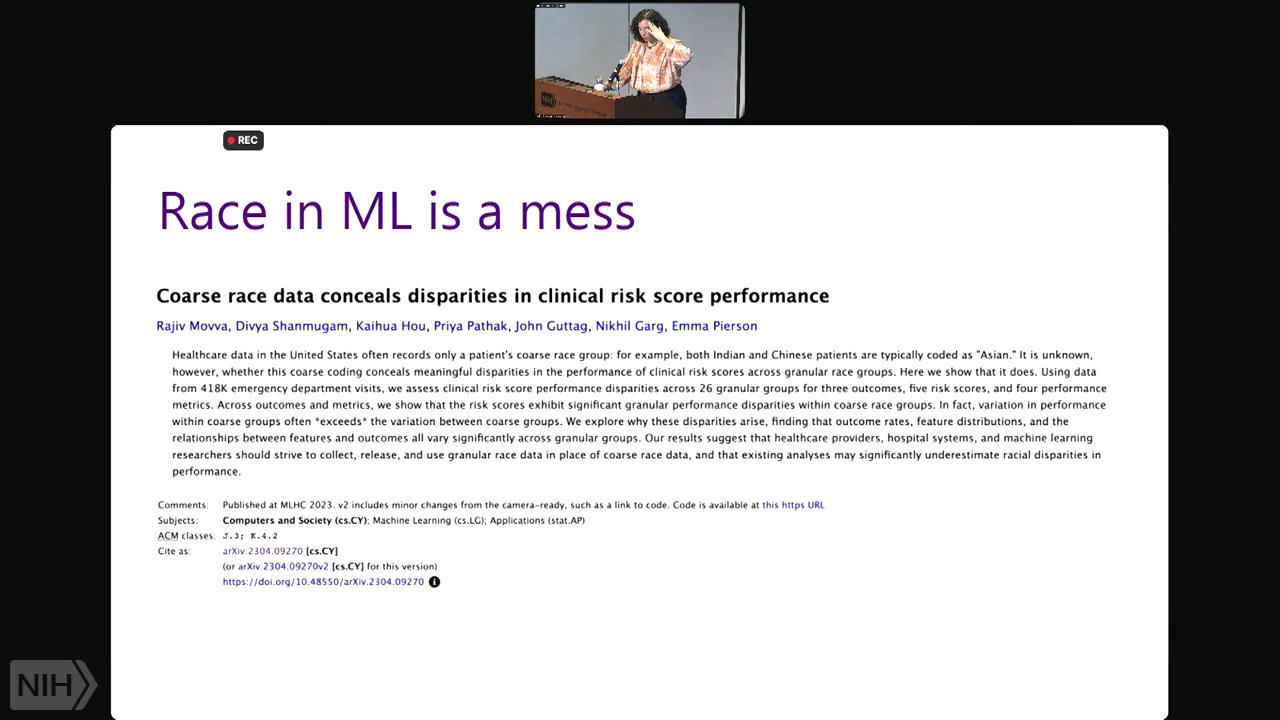 REC
Race in ML is a mess
Coarse race data conceals disparities in clinical risk score performance
Rajiv Movva, Divya Shanmugam, Kaihua Hou, Priya Pathak, John Guttag, Nikhil Garg, Emma Pierson
Healthcare data in the United States often records only a patient's coarse race group: for example, both Indian and Chinese patients are typically coded as "Asian." It is unknown,
however, whether this coarse coding conceals meaningful disparities in the performance of clinical risk scores across granular race groups. Here we show that it does. Using data
from 418K emergency department visits, we assess clinical risk score performance disparities across 26 granular groups for three outcomes, five risk scores, and four performance
metrics. Across outcomes and metrics, we show that the risk scores exhibit significant granular performance disparities within coarse race groups. In fact, variation in performance
within coarse groups often *exceeds* the variation between coarse groups. We explore why these disparities arise, finding that outcome rates, feature distributions, and the
relationships between features and outcomes all vary significantly across granular groups. Our results suggest that healthcare providers, hospital systems, and machine learning
researchers should strive to collect, release, and use granular race data in place of coarse race data, and that existing analyses may significantly underestimate racial disparities in
performance.
Comments: Published at MLHC 2023. v2 includes minor changes from the camera-ready, such as a link to code. Code is available at this https URL
Subjects: Computers and Society (cs.CY); Machine Learning (cs.LG); Applications (stat.AP)
ACM classes: J.3; K.4.2
Cite as: arXiv:2304.09270 [cs.CY]
(or arXiv:2304.09270v2 [cs.CY] for this version)
https://doi.org/10.48550/arXiv.2304.09270
NIH